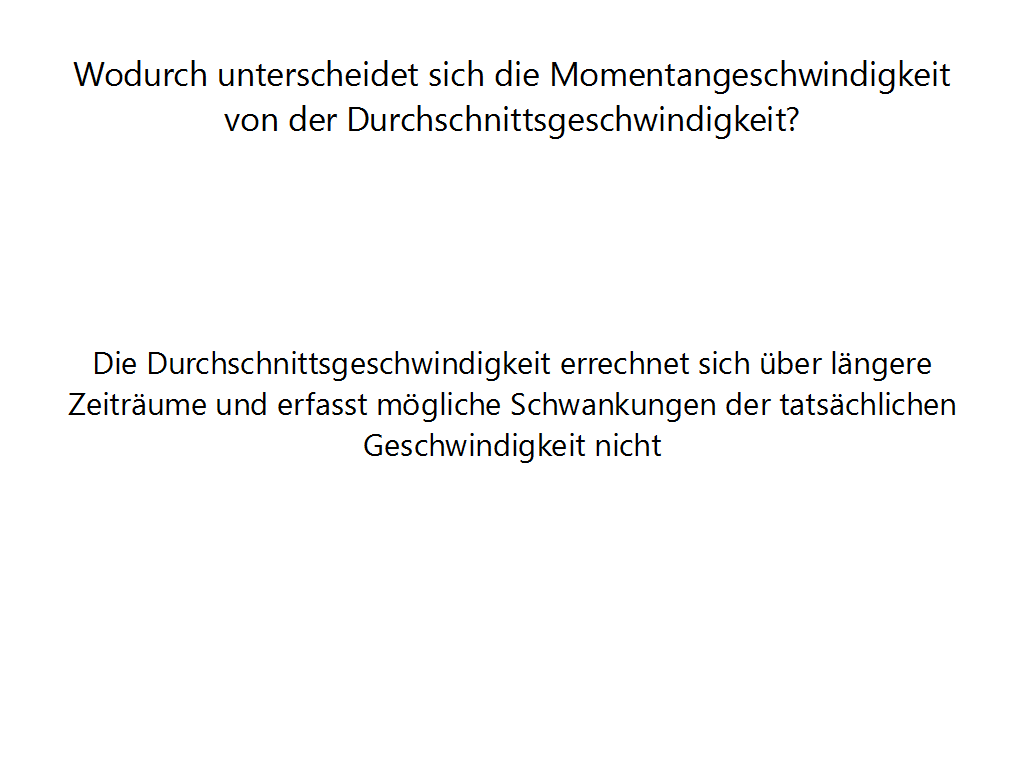 Wodurch unterscheidet sich die Momentangeschwindigkeit
von der Durchschnittsgeschwindigkeit?
Die Durchschnittsgeschwindigkeit errechnet sich über längere
Zeiträume und erfasst mögliche Schwankungen der tatsächlichen
Geschwindigkeit nicht